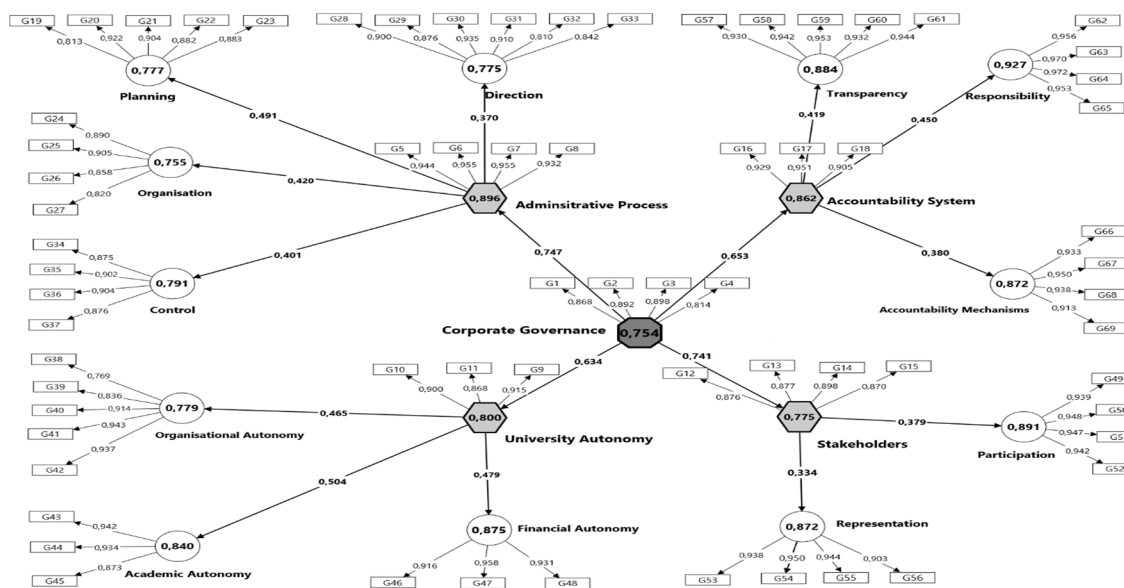 G19 G20 G21 G22 G23
0,813 0,922 0,904 0,882 0,883
0,777
Planning
G28 G29 G30 G31 G32 G33
0,900 0,876 0,935 0,910 0,810 0,842
0,775
Direction
G57 G58 G59 G60 G61
0,930 0,942 0,953 0,932 0,944
0,884
Transparency
G62
0,956
G63
0,970
G64
0,972
G65
0,953
0,927
Responsibility
0,491
0,370
0,419
0,450
G24
0,890
G25
0,905
G26
0,858
G27
0,820
0,755
Organisation
0,420
G5 G6 G7 G8
0,944 0,955 0,955 0,932
0,896
Adminsitrative Process
G16 G17 G18
0,929 0,951 0,905
0,862
Accountability System
G34
0,875
G35
0,902
G36
0,904
G37
0,876
0,791
Control
0,401
0,747
0,653
0,380
G66
0,933
G67
0,950
G68
0,938
G69
0,913
0,872
Accountability Mechanisms
G1 G2 G3 G4
0,868 0,892 0,898 0,814
Corporate Governance
0,754
0,634
0,741
G38
0,769
G39
0,836
G40
0,914
G41
0,943
G42
0,937
0,779
Organisational Autonomy
0,465
G10 G11 G9
0,900 0,868 0,915
0,800
University Autonomy
G12 G13 G14 G15
0,876 0,877 0,898 0,870
0,775
Stakeholders
0,379
G49
0,939
0,948
0,947
G52
0,942
0,891
Participation
0,504
0,479
0,334
G43
0,942
G44
0,934
G45
0,873
0,840
Academic Autonomy
0,875
Financial Autonomy
0,916 0,958 0,931
G46 G47 G48
0,872
Representation
0,938 0,950 0,944 0,903
G53 G54 G55 G56